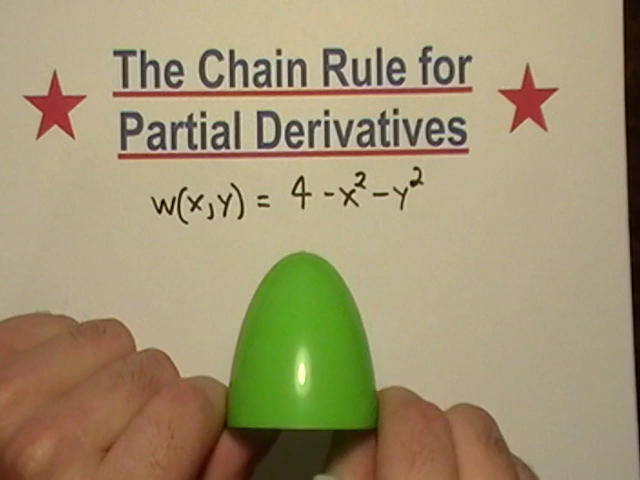 The Chain Rule for
Partial Derivatives
w(x,y) = 4 - x² - y²